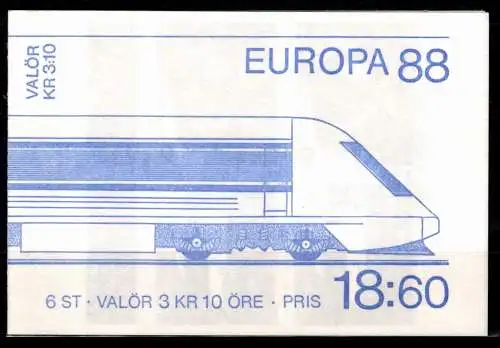 VALÖR
KR 3:10
EUROPA 88
6 ST · VALÖR 3 KR 10 ÖRE · PRIS 18:60